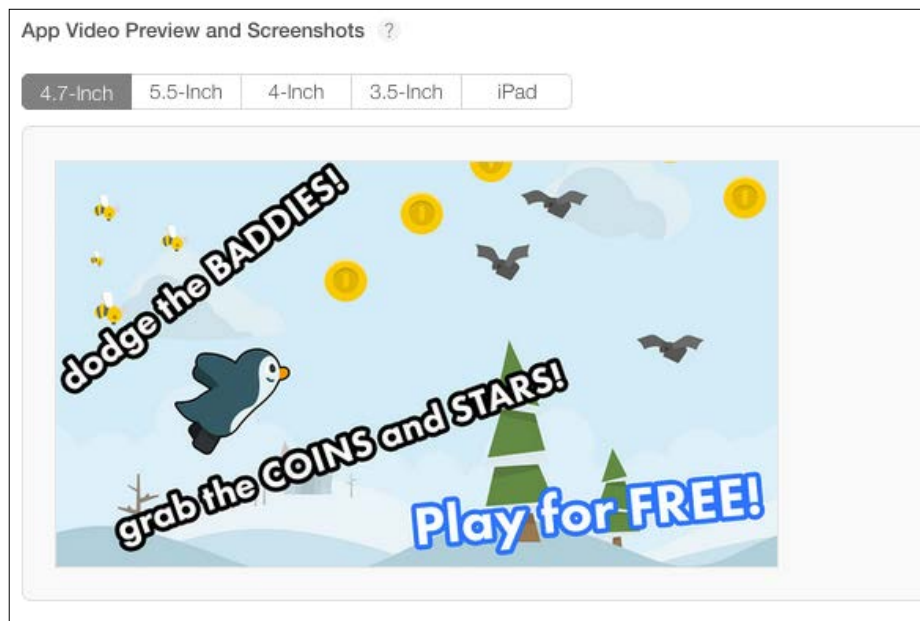 App Video Preview and Screenshots ?
4.7-Inch 5.5-Inch 4-Inch 3.5-Inch iPad
dodge the BADDIES!
grab the COINS and STARS!
Play for FREE!